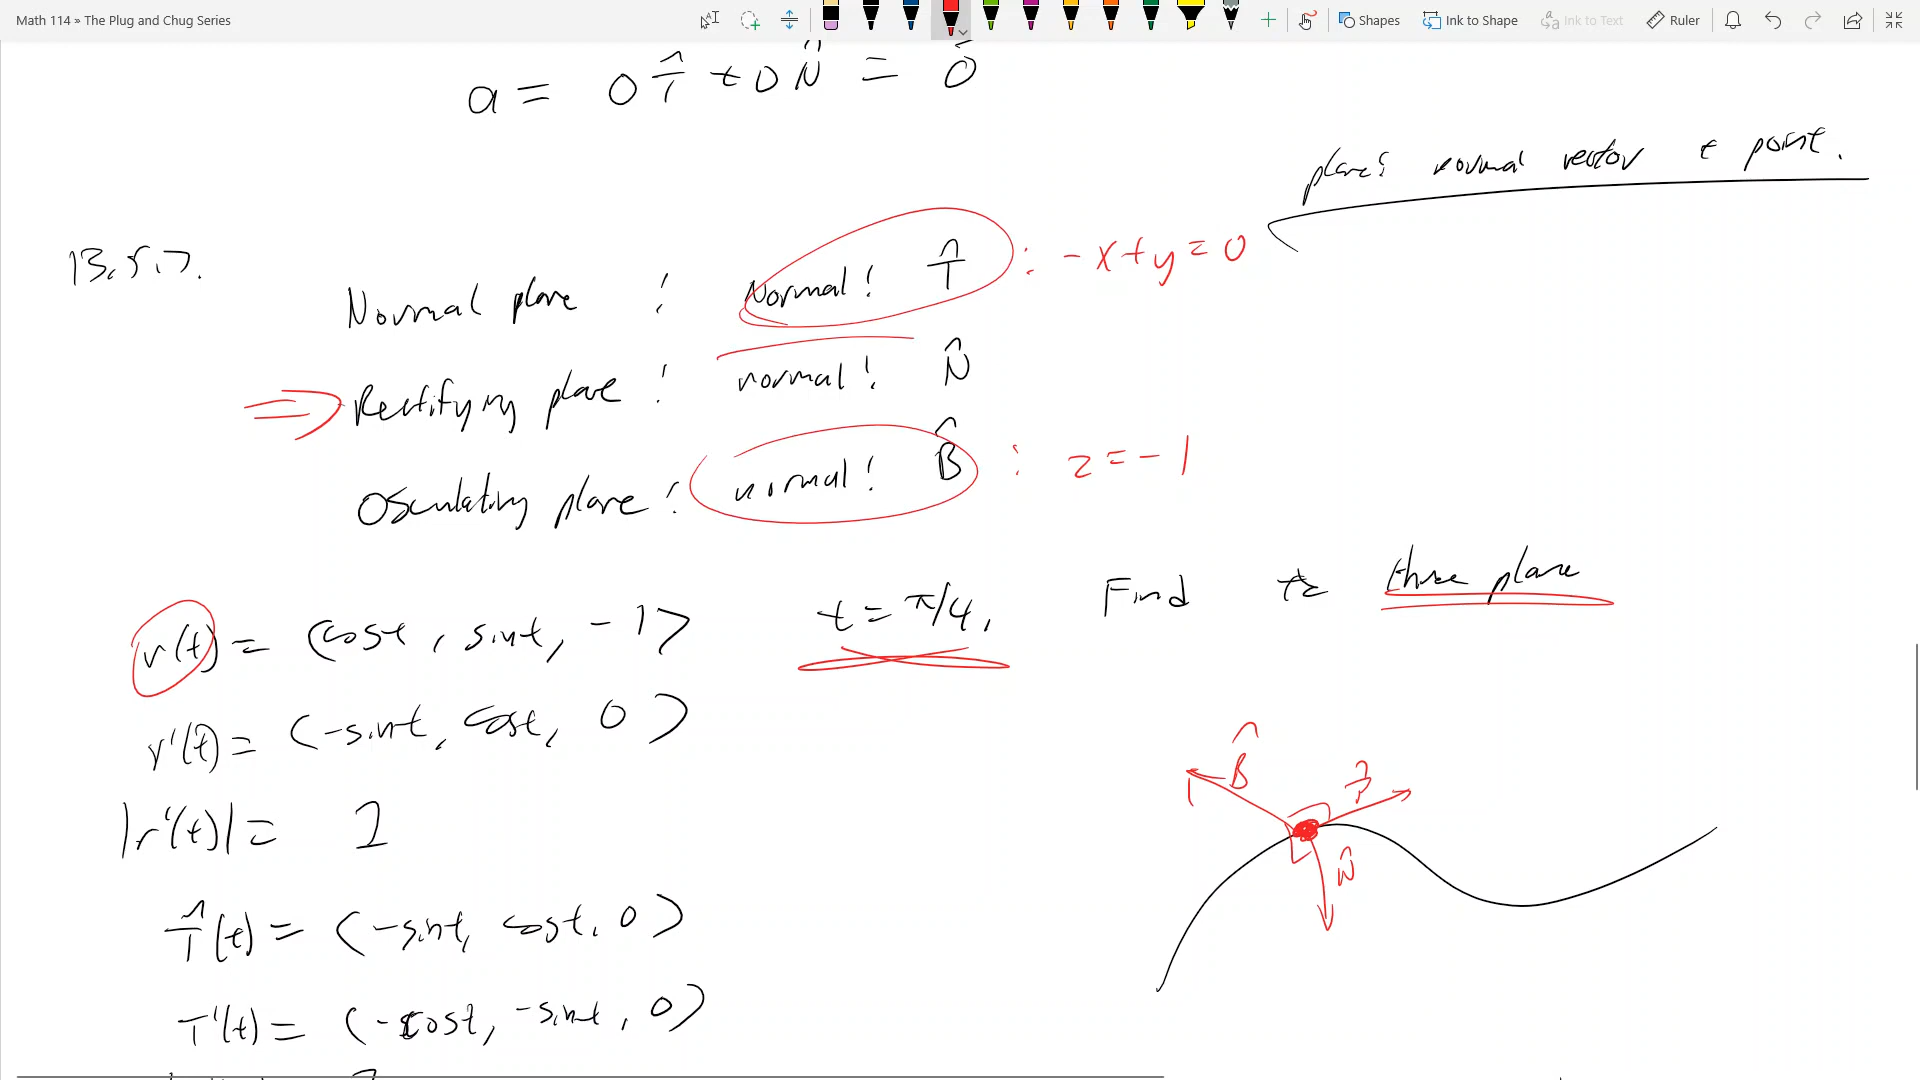 Math 114 » The Plug and Chug Series
Shapes
Ink to Shape
Ink to Text
Ruler
a = 0 T̂ + 0 N̂ = 0̂
plane: normal vector & point.
13.5.7.
Normal plane : Normal: T̂ : -x+y=0
⇒ Rectifying plane : normal: N̂
Osculating plane : normal: B̂ : z=-1
r(t) = ⟨cost, sint, -1⟩ t=π/4. Find the three plane
r'(t) = ⟨-sint, cost, 0⟩
|r'(t)| = 1
T̂(t) = ⟨-sint, cost, 0⟩
T'(t) = ⟨-cost, -sint, 0⟩
B̂
T̂
N̂